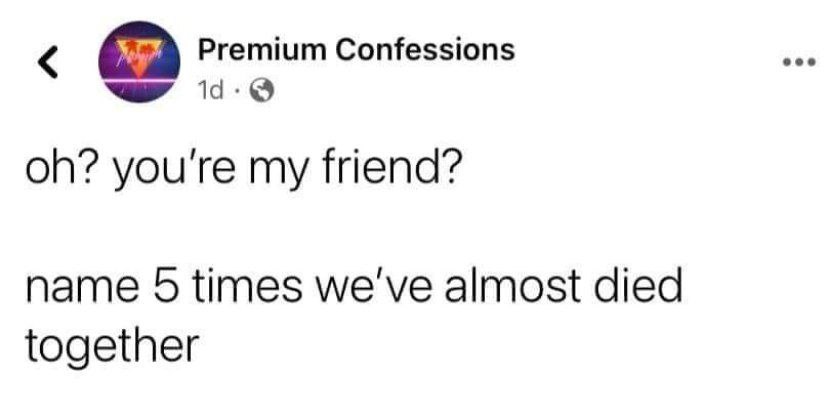 Premium Confessions
1d ·
oh? you're my friend?
name 5 times we've almost died
together